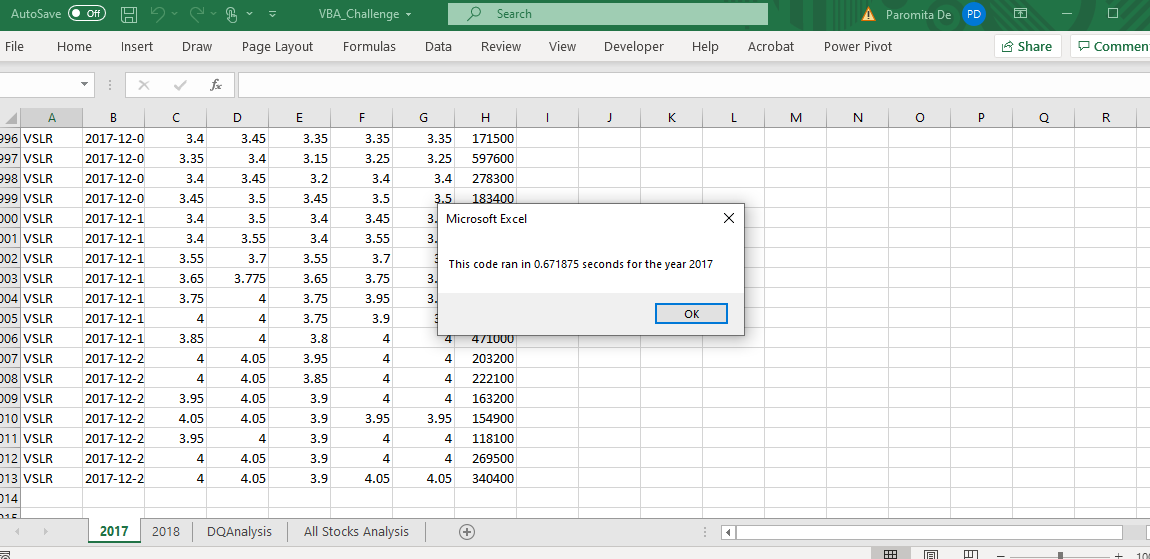 AutoSave Off VBA_Challenge Search Paromita De PD
File Home Insert Draw Page Layout Formulas Data Review View Developer Help Acrobat Power Pivot Share Commen
fx
A B C D E F G H I J K L M N O P Q R
996 VSLR 2017-12-0 3.4 3.45 3.35 3.35 3.35 171500
997 VSLR 2017-12-0 3.35 3.4 3.15 3.25 3.25 597600
998 VSLR 2017-12-0 3.4 3.45 3.2 3.4 3.4 278300
999 VSLR 2017-12-0 3.45 3.5 3.45 3.5 3.5 183400
000 VSLR 2017-12-1 3.4 3.5 3.4 3.45 3.
001 VSLR 2017-12-1 3.4 3.55 3.4 3.55 3.
002 VSLR 2017-12-1 3.55 3.7 3.55 3.7
003 VSLR 2017-12-1 3.65 3.775 3.65 3.75 3.
004 VSLR 2017-12-1 3.75 4 3.75 3.95 3.
005 VSLR 2017-12-1 4 4 3.75 3.9
006 VSLR 2017-12-1 3.85 4 3.8 4 4 471000
007 VSLR 2017-12-2 4 4.05 3.95 4 4 203200
008 VSLR 2017-12-2 4 4.05 3.85 4 4 222100
009 VSLR 2017-12-2 3.95 4.05 3.9 4 4 163200
010 VSLR 2017-12-2 4.05 4.05 3.9 3.95 3.95 154900
011 VSLR 2017-12-2 3.95 4 3.9 4 4 118100
012 VSLR 2017-12-2 4 4.05 3.9 4 4 269500
013 VSLR 2017-12-2 4 4.05 3.9 4.05 4.05 340400
014
Microsoft Excel
This code ran in 0.671875 seconds for the year 2017
OK
2017 2018 DQAnalysis All Stocks Analysis